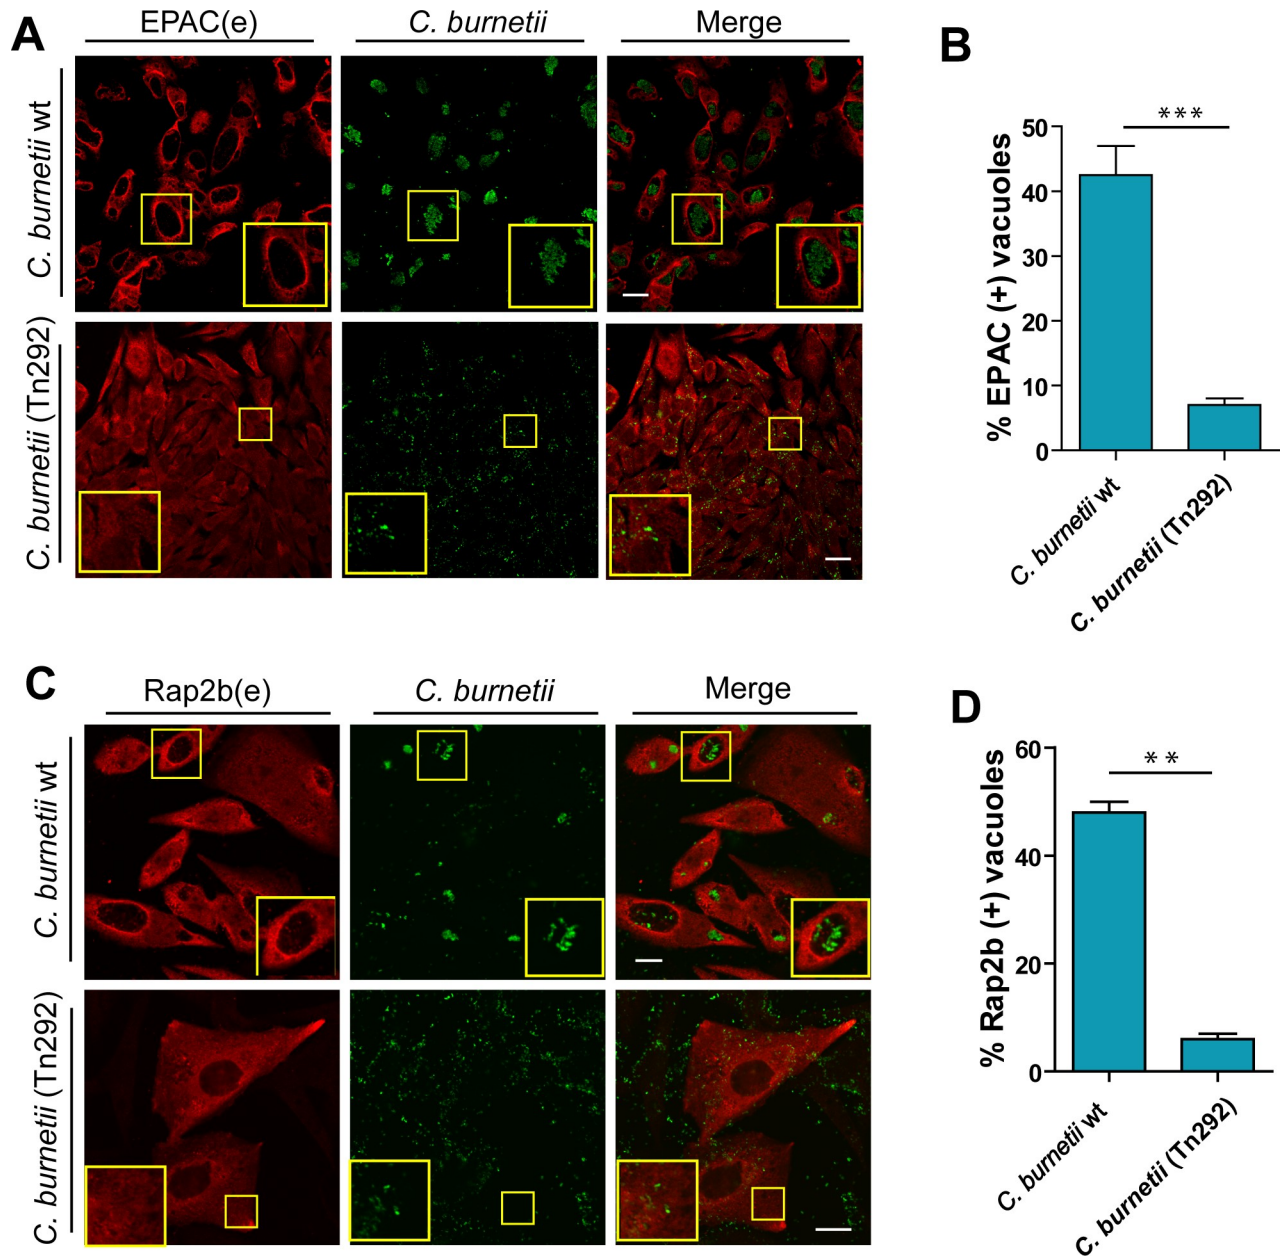 A
EPAC(e)
C. burnetii
Merge
C. burnetii wt
C. burnetii (Tn292)
B
***
% EPAC (+) vacuoles
50
40
30
20
10
0
C. burnetii wt
C. burnetii (Tn292)
C
Rap2b(e)
C. burnetii
Merge
C. burnetii wt
C. burnetii (Tn292)
D
**
% Rap2b (+) vacuoles
60
40
20
0
C. burnetii wt
C. burnetii (Tn292)